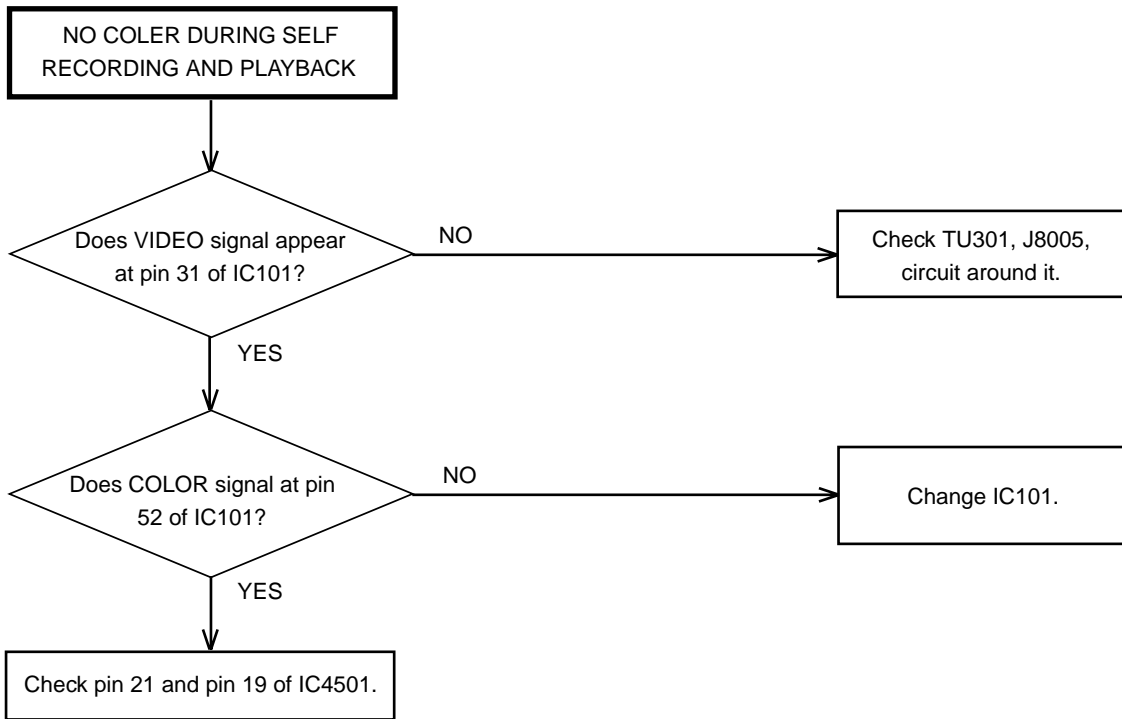 NO COLER DURING SELF
RECORDING AND PLAYBACK
Does VIDEO signal appear
at pin 31 of IC101?
NO
Check TU301, J8005,
circuit around it.
YES
Does COLOR signal at pin
52 of IC101?
NO
Change IC101.
YES
Check pin 21 and pin 19 of IC4501.